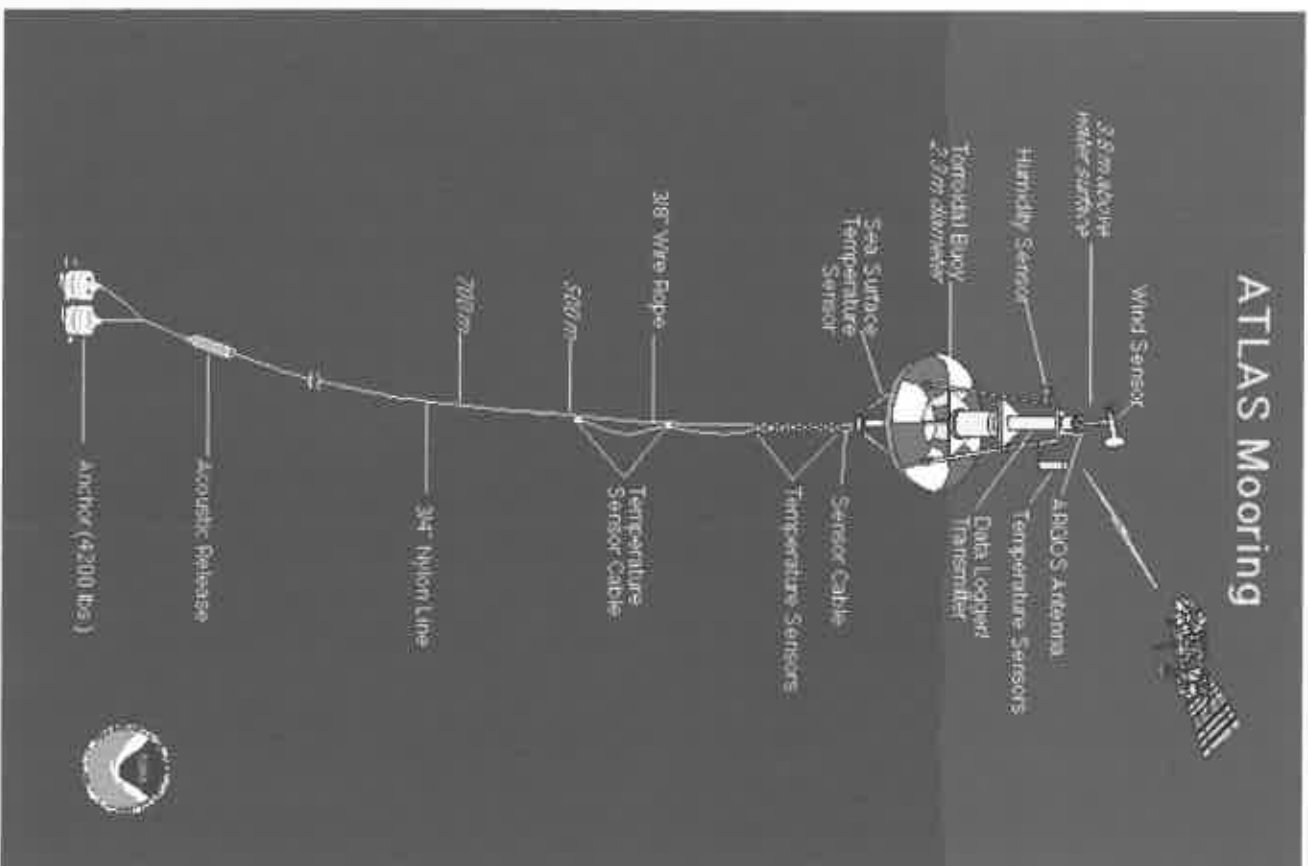 ATLAS Mooring
Wind Sensor
3.8 m above
water surface
ARGOS Antenna
Humidity Sensor
Temperature Sensors
Data Logger/
Transmitter
Torroidal Buoy
2.3 m diameter
Sea Surface
Temperature
Sensor
Sensor Cable
Temperature Sensors
3/8" Wire Rope
Temperature
Sensor Cable
500 m
700 m
3/4" Nylon Line
Acoustic Release
Anchor (4200 lbs.)